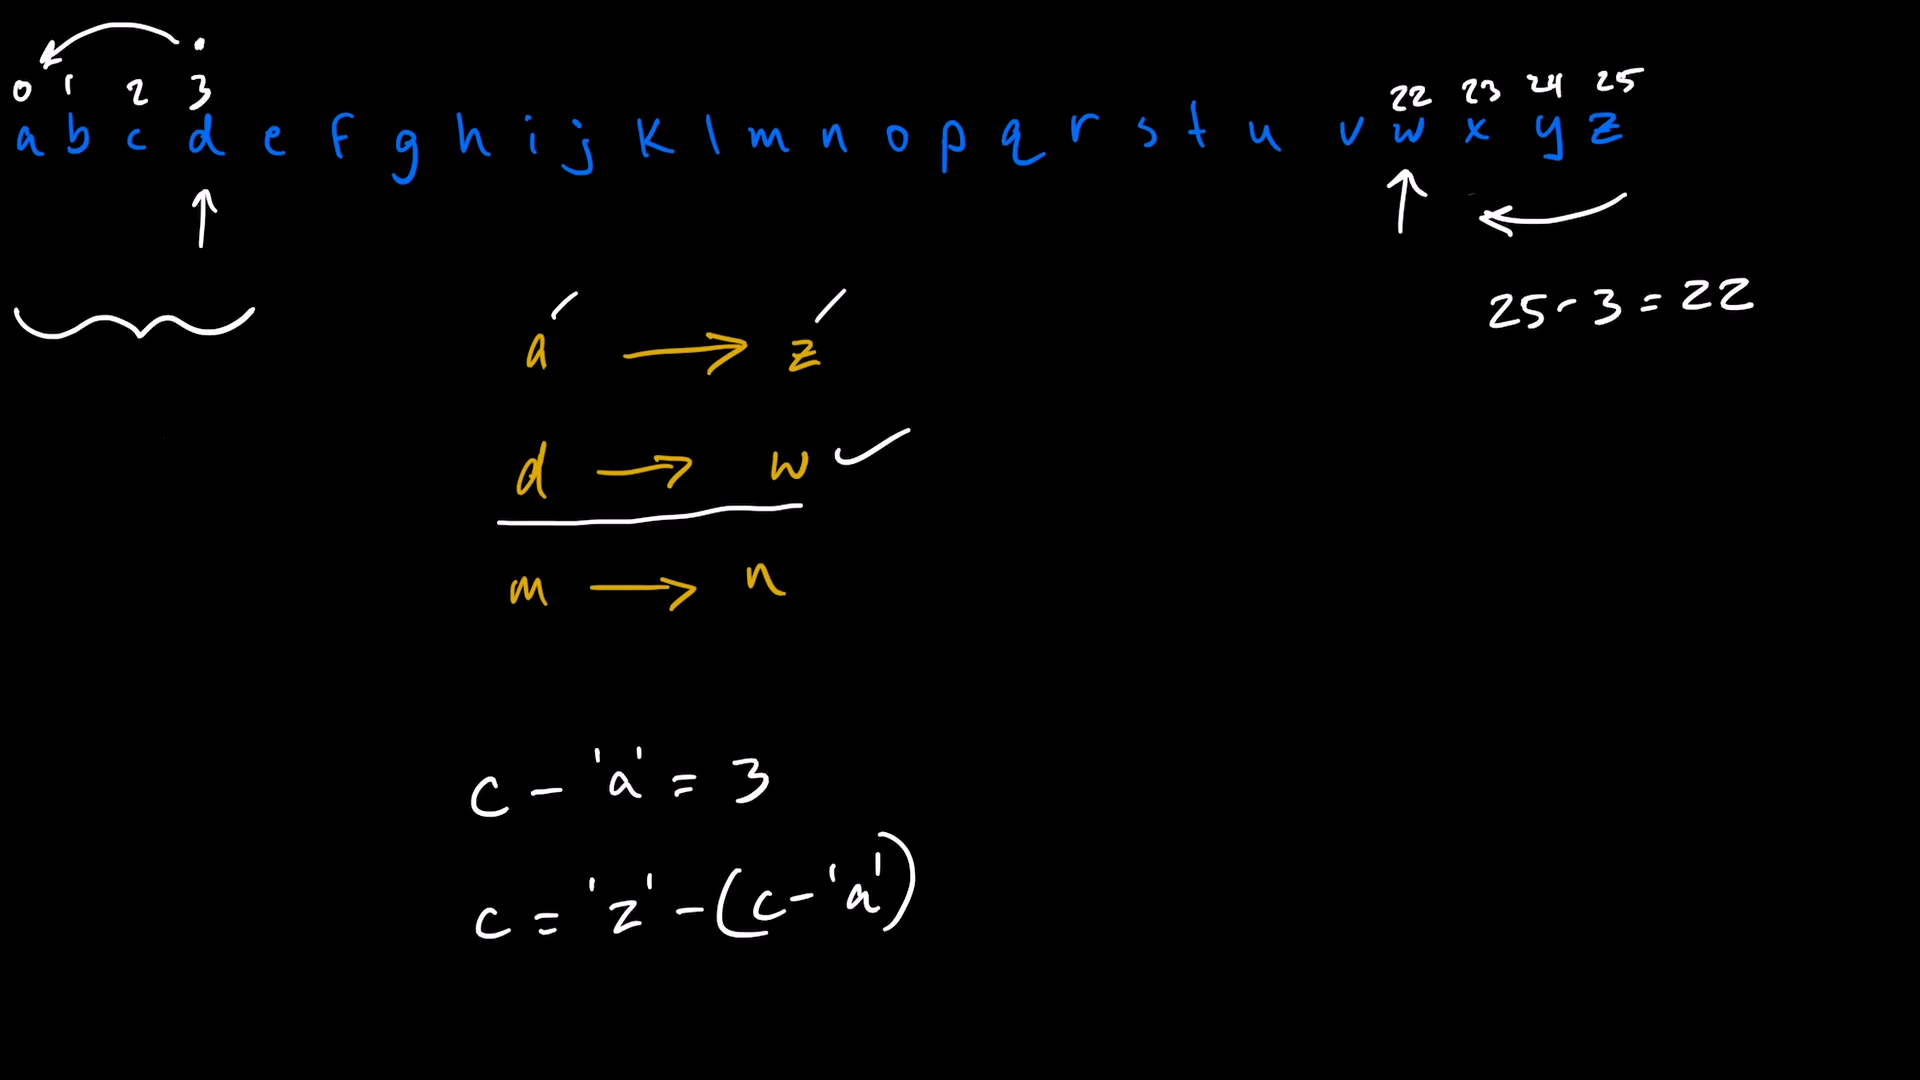 0 1 2 3 22 23 24 25
a b c d e f g h i j k l m n o p q r s t u v w x y z
25 - 3 = 22
a → z
d → w
m → n
c - 'a' = 3
c = 'z' - (c - 'a')